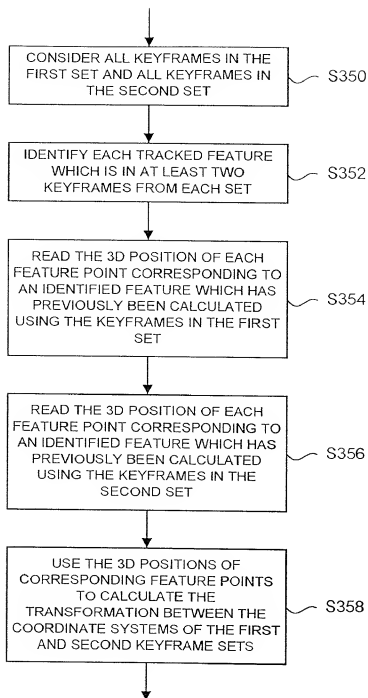 CONSIDER ALL KEYFRAMES IN THE
FIRST SET AND ALL KEYFRAMES IN
THE SECOND SET
S350
IDENTIFY EACH TRACKED FEATURE
WHICH IS IN AT LEAST TWO
KEYFRAMES FROM EACH SET
S352
READ THE 3D POSITION OF EACH
FEATURE POINT CORRESPONDING TO
AN IDENTIFIED FEATURE WHICH HAS
PREVIOUSLY BEEN CALCULATED
USING THE KEYFRAMES IN THE FIRST
SET
S354
READ THE 3D POSITION OF EACH
FEATURE POINT CORRESPONDING TO
AN IDENTIFIED FEATURE WHICH HAS
PREVIOUSLY BEEN CALCULATED
USING THE KEYFRAMES IN THE
SECOND SET
S356
USE THE 3D POSITIONS OF
CORRESPONDING FEATURE POINTS
TO CALCULATE THE
TRANSFORMATION BETWEEN THE
COORDINATE SYSTEMS OF THE FIRST
AND SECOND KEYFRAME SETS
S358